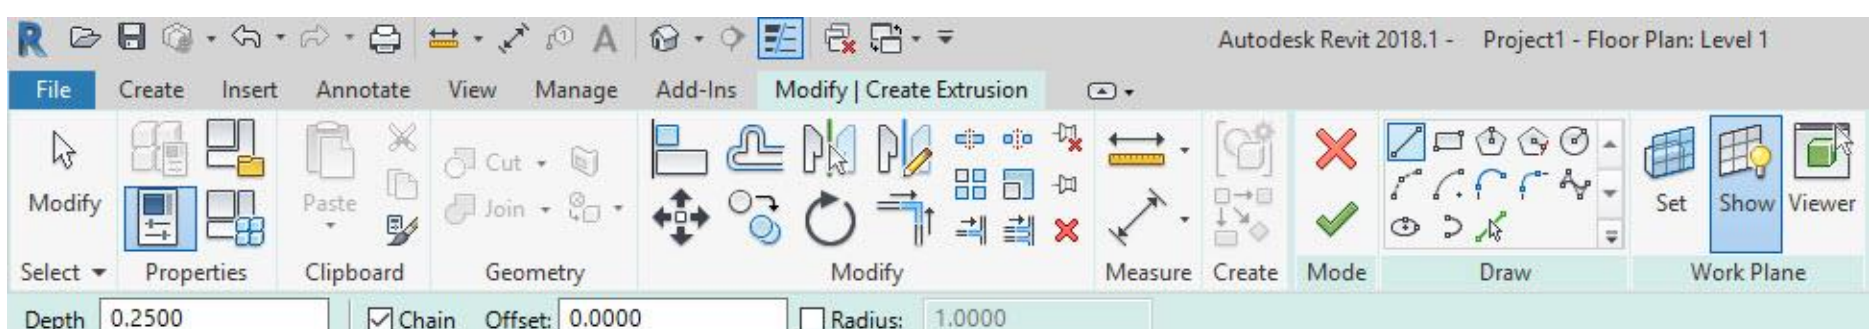 Autodesk Revit 2018.1 - Project1 - Floor Plan: Level 1
File Create Insert Annotate View Manage Add-Ins Modify | Create Extrusion
Cut
Modify Paste Join Set Show Viewer
Select Properties Clipboard Geometry Modify Measure Create Mode Draw Work Plane
Depth 0.2500 Chain Offset: 0.0000 Radius: 1.0000